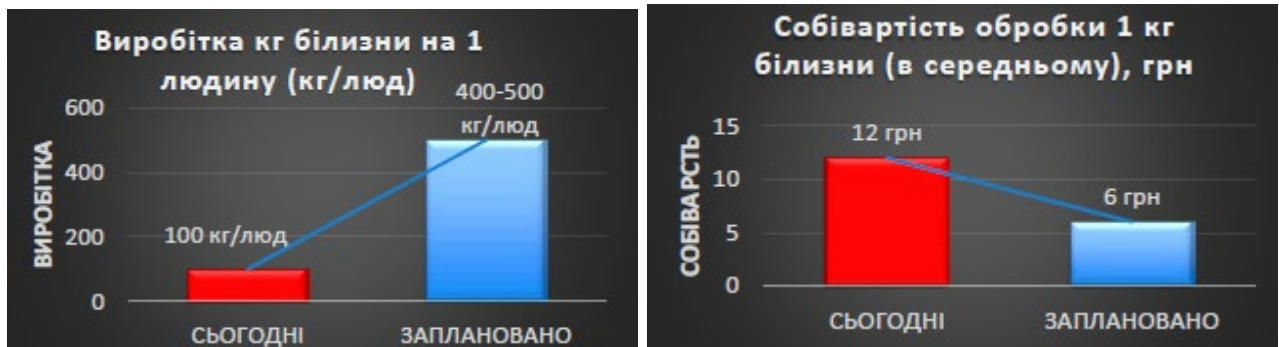 Виробітка кг білизни на 1
людину (кг/люд)
400-500
кг/люд
600
400
200
0
100 кг/люд
ВИРОБІТКА
СЬОГОДНІ
ЗАПЛАНОВАНО
Собівартість обробки 1 кг
білизни (в середньому), грн
15
10
5
0
12 грн
6 грн
СОБІВАРСТЬ
СЬОГОДНІ
ЗАПЛАНОВАНО